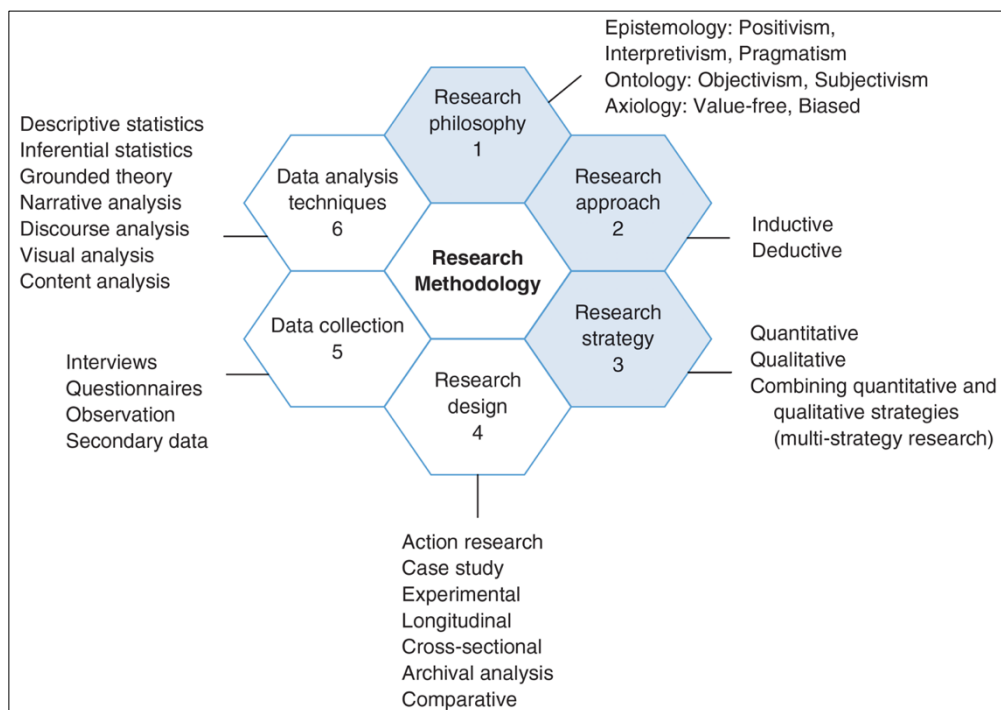 Epistemology: Positivism,
Interpretivism, Pragmatism
Ontology: Objectivism, Subjectivism
Axiology: Value-free, Biased
Research
philosophy
1
Research
approach
2
Inductive
Deductive
Research
strategy
3
Quantitative
Qualitative
Combining quantitative and
qualitative strategies
(multi-strategy research)
Research
design
4
Action research
Case study
Experimental
Longitudinal
Cross-sectional
Archival analysis
Comparative
Data collection
5
Interviews
Questionnaires
Observation
Secondary data
Data analysis
techniques
6
Descriptive statistics
Inferential statistics
Grounded theory
Narrative analysis
Discourse analysis
Visual analysis
Content analysis
Research
Methodology